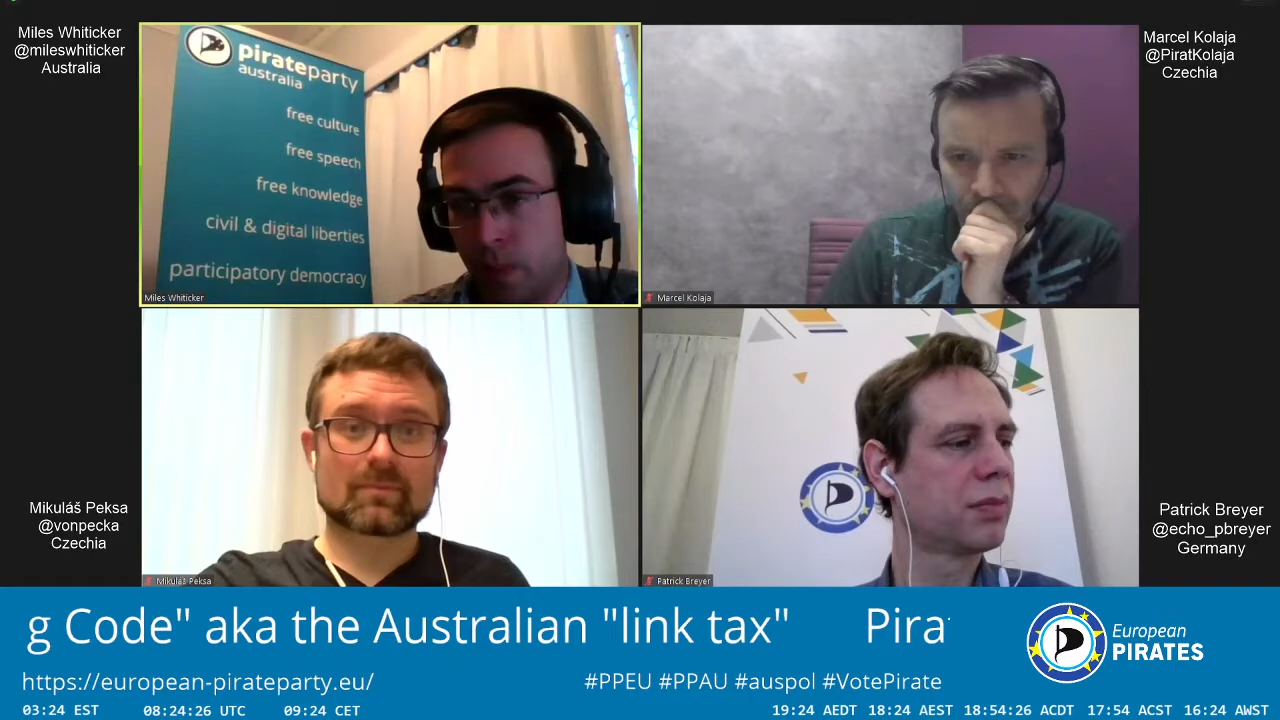 Miles Whiticker
@mileswhiticker
Australia
pirateparty
australia
free culture
free speech
free knowledge
civil & digital liberties
participatory democracy
Miles Whiticker
Marcel Kolaja
@PiratKolaja
Czechia
Marcel Kolaja
Mikuláš Peksa
@vonpecka
Czechia
Mikuláš Peksa
Patrick Breyer
@echo_pbreyer
Germany
Patrick Breyer
g Code" aka the Australian "link tax" Pira
European
PIRATES
https://european-pirateparty.eu/
#PPEU #PPAU #auspol #VotePirate
03:24 EST 08:24:26 UTC 09:24 CET
19:24 AEDT 18:24 AEST 18:54:26 ACDT 17:54 ACST 16:24 AWST